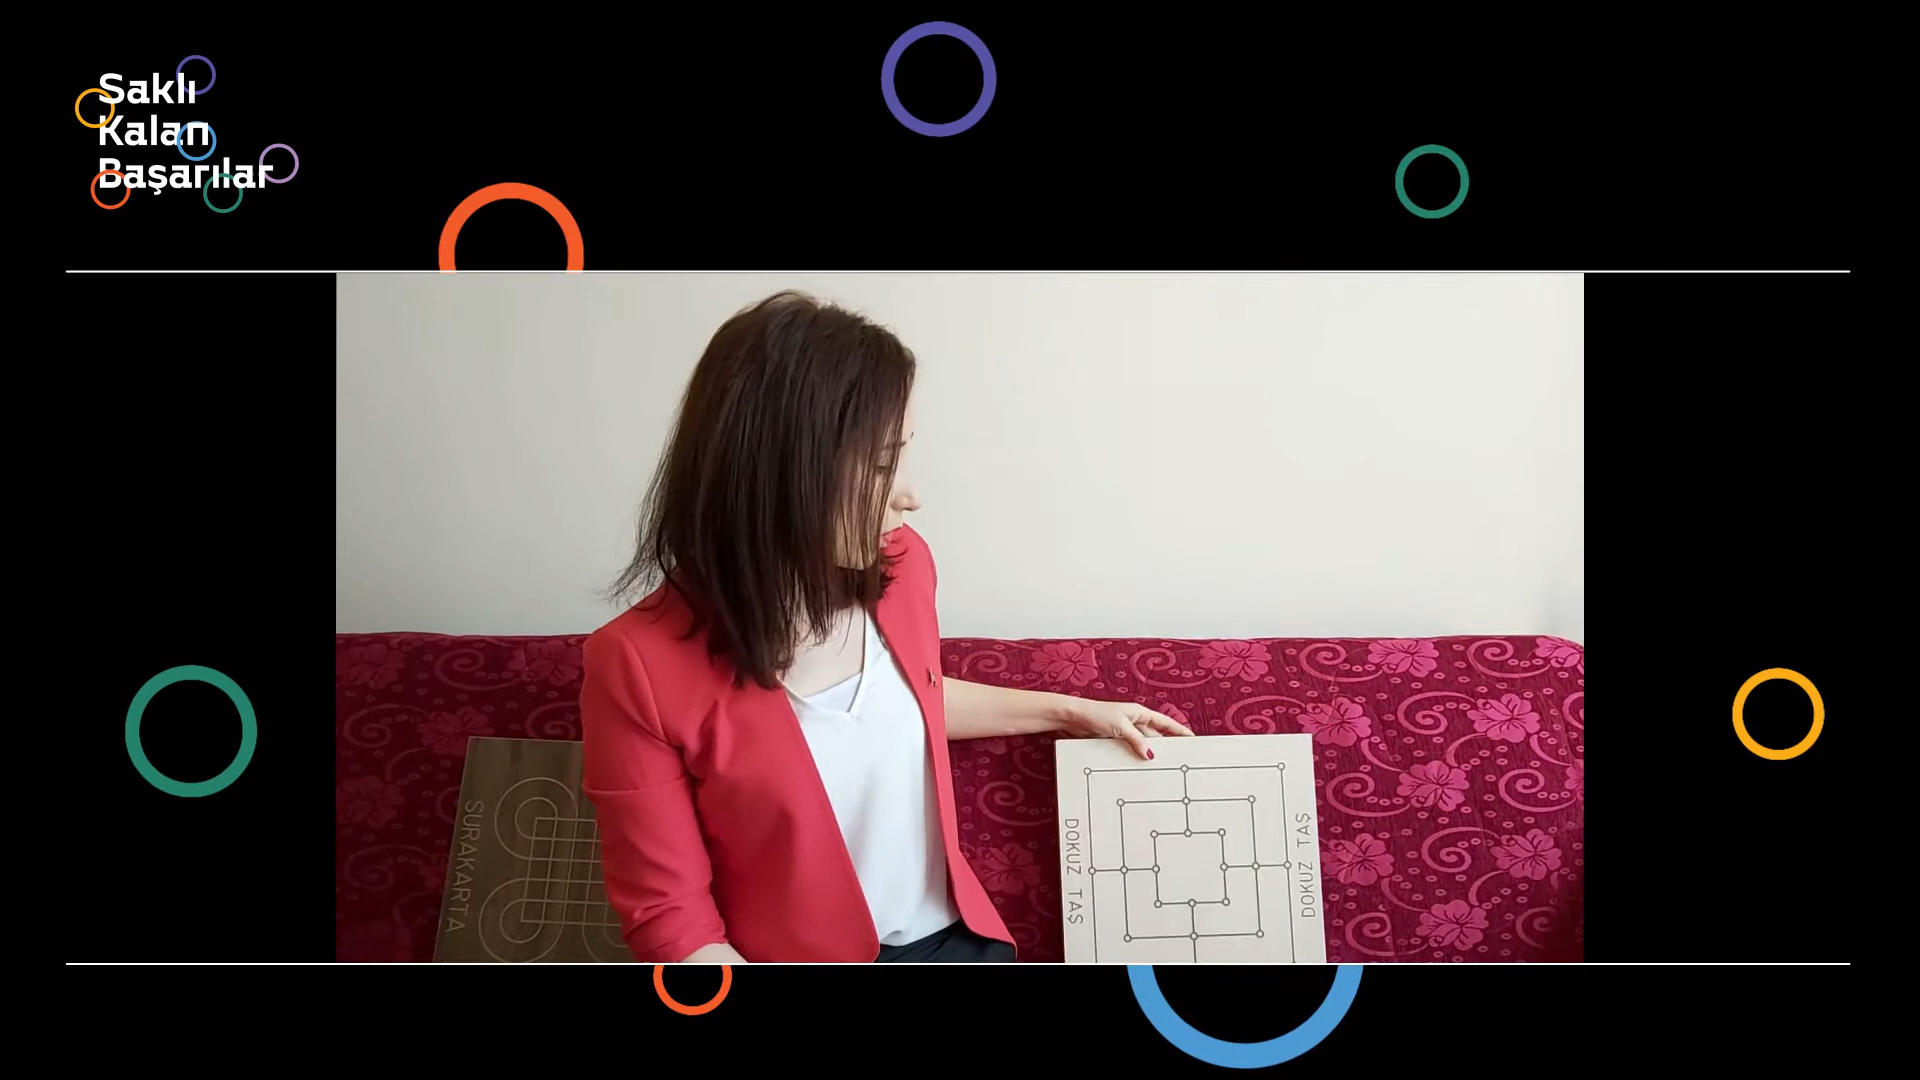 Saklı
Kalan
Başarılar
SURAKARTA
DOKUZ TAŞ
DOKUZ TAŞ